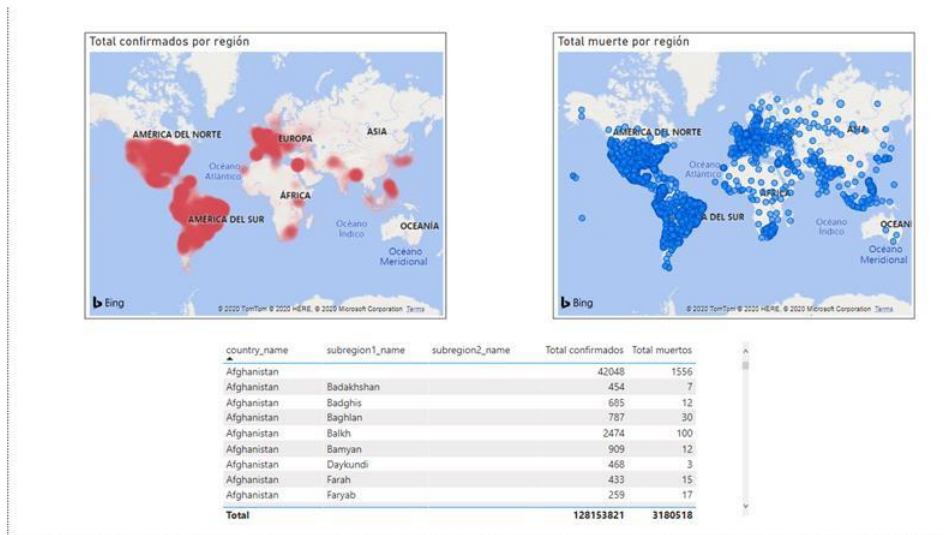 Total confirmados por región
AMÉRICA DEL NORTE
EUROPA
ASIA
Océano
Atlántico
ÁFRICA
AMÉRICA DEL SUR
Océano
Índico
OCEANÍA
Océano
Meridional
Bing
© 2020 TomTom © 2020 HERE, © 2020 Microsoft Corporation Terms
Total muerte por región
AMÉRICA DEL NORTE
ASIA
Océano
Atlántico
ÁFRICA
A DEL SUR
Océano
Índico
OCEANÍ
Océano
Meridional
Bing
© 2020 TomTom © 2020 HERE, © 2020 Microsoft Corporation Terms
country_name subregion1_name subregion2_name Total confirmados Total muertos
Afghanistan 42048 1556
Afghanistan Badakhshan 454 7
Afghanistan Badghis 685 12
Afghanistan Baghlan 787 30
Afghanistan Balkh 2474 100
Afghanistan Bamyan 909 12
Afghanistan Daykundi 468 3
Afghanistan Farah 433 15
Afghanistan Faryab 259 17
Total 128153821 3180518